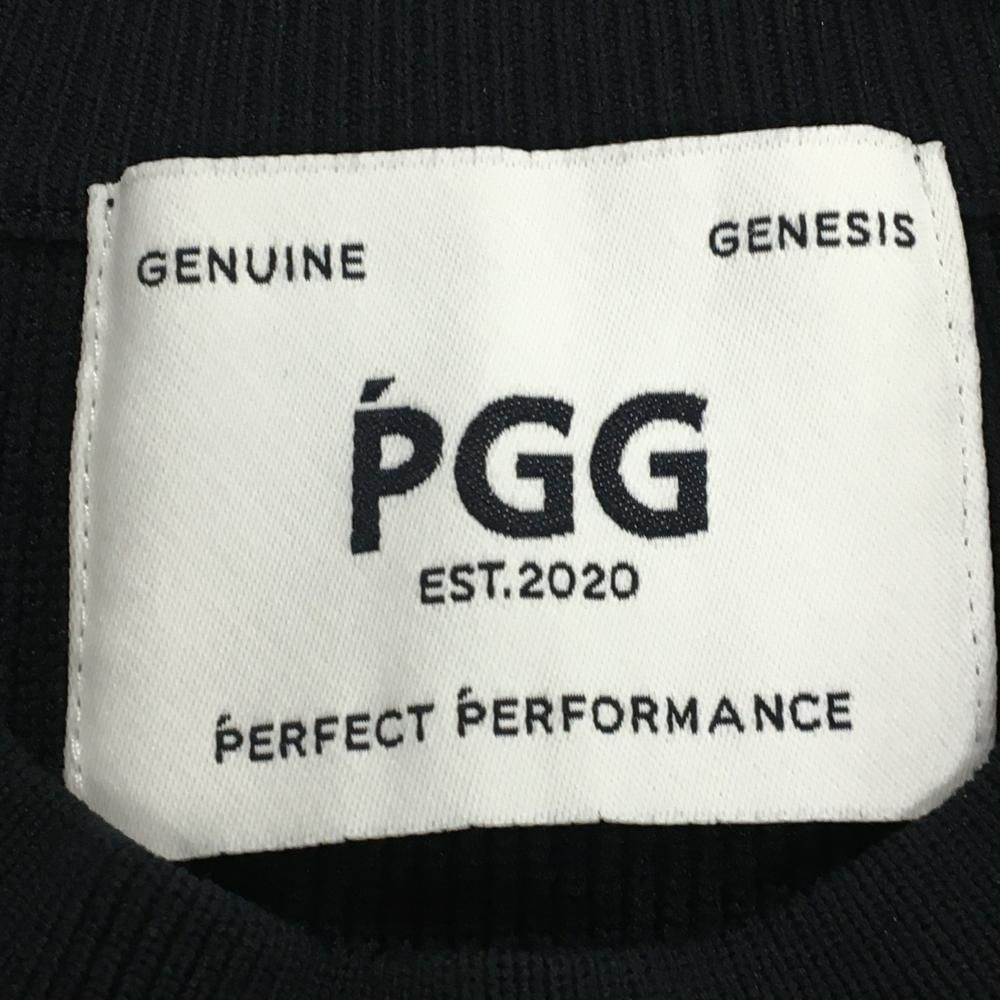 GENUINE GENESIS
ṔGG
EST.2020
ṔERFECT ṔERFORMANCE